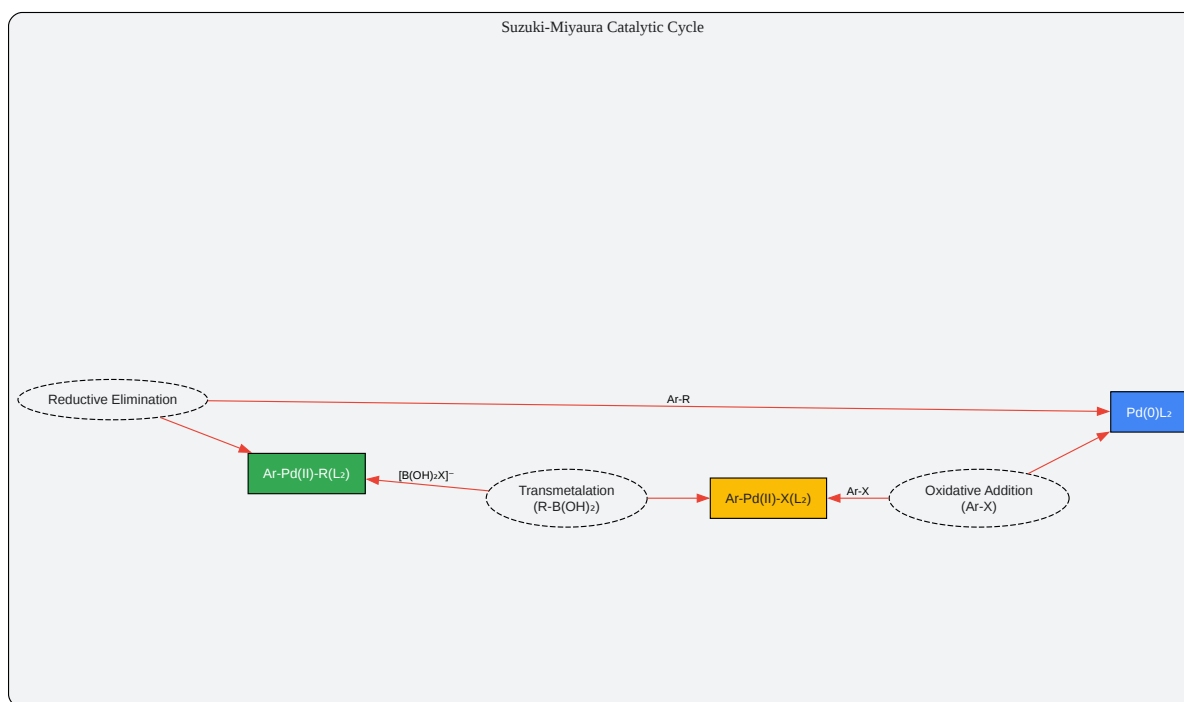 Suzuki-Miyaura Catalytic Cycle
Reductive Elimination
Ar-R
Pd(0)L₂
Ar-Pd(II)-R(L₂)
[B(OH)₂X]⁻
Transmetalation
(R-B(OH)₂)
Ar-Pd(II)-X(L₂)
Ar-X
Oxidative Addition
(Ar-X)